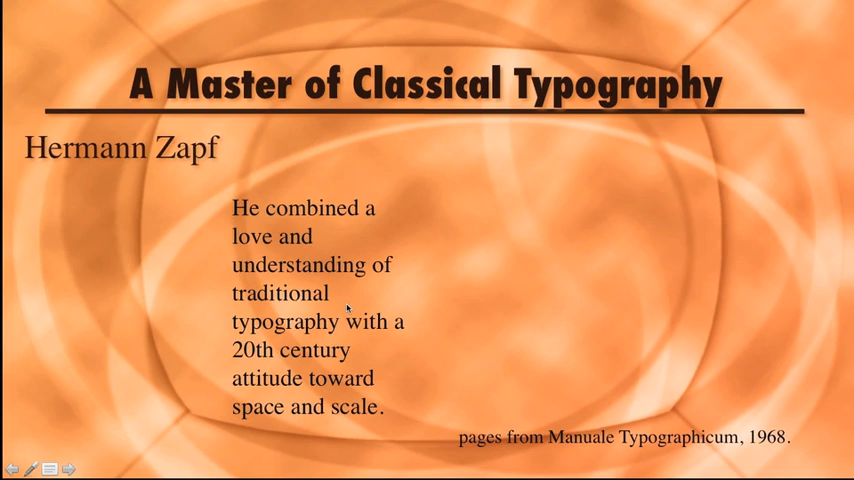 A Master of Classical Typography
Hermann Zapf
He combined a
love and
understanding of
traditional
typography with a
20th century
attitude toward
space and scale.
pages from Manuale Typographicum, 1968.